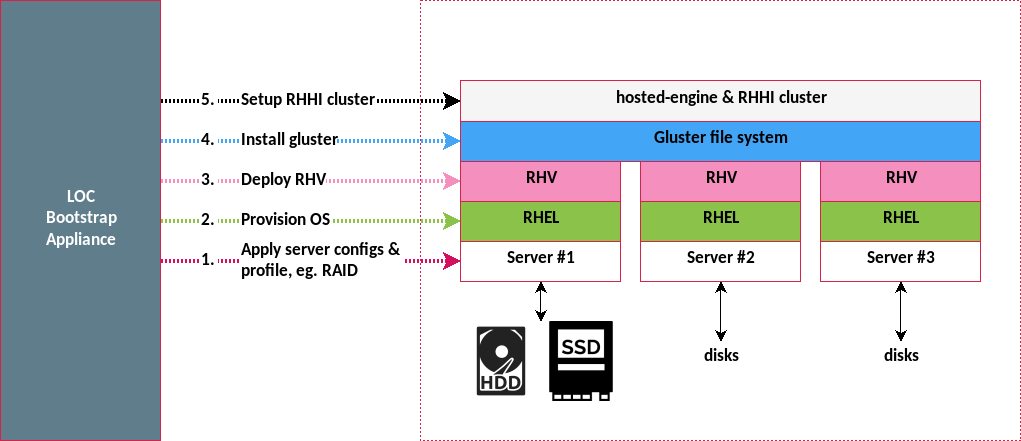 LOC
Bootstrap
Appliance
5. Setup RHHI cluster
4. Install gluster
3. Deploy RHV
2. Provision OS
1. Apply server configs &
profile, eg. RAID
hosted-engine & RHHI cluster
Gluster file system
RHV RHV RHV
RHEL RHEL RHEL
Server #1 Server #2 Server #3
HDD SSD disks disks